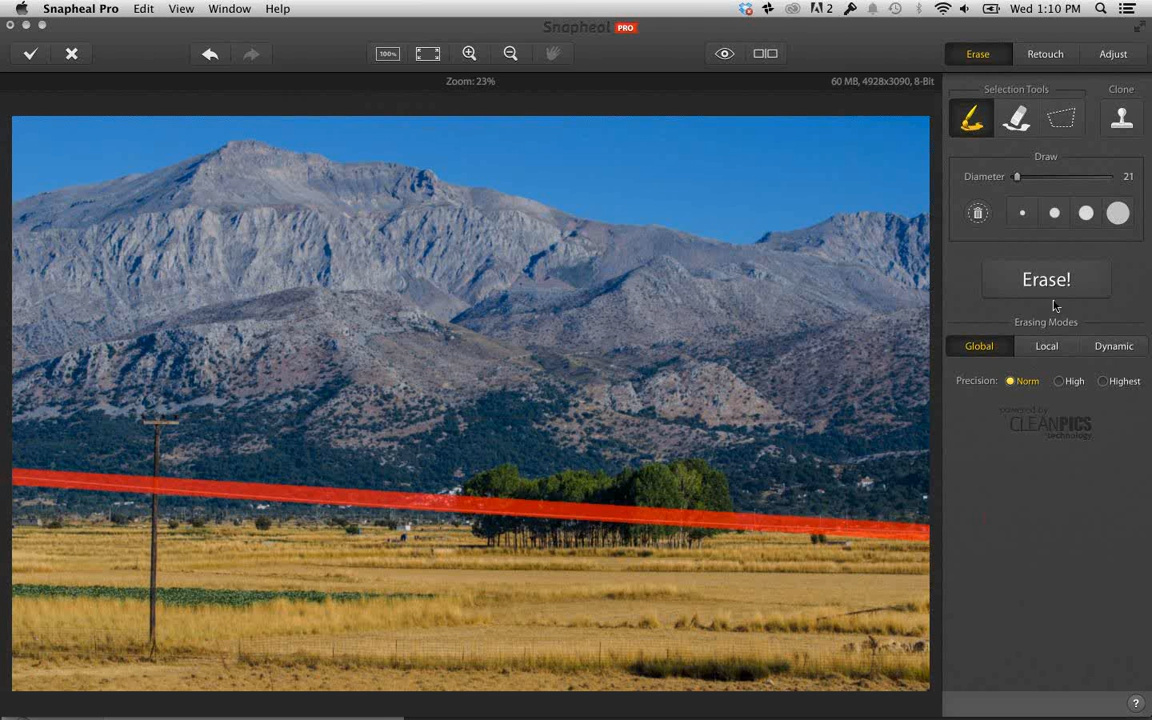 Snapheal Pro Edit View Window Help 2 Wed 1:10 PM
Snapheal PRO
100%
Erase Retouch Adjust
Zoom: 23% 60 MB, 4928x3090, 8-Bit
Selection Tools Clone
Draw
Diameter 21
Erase!
Erasing Modes
Global Local Dynamic
Precision: Norm High Highest
powered by
CLEANPICS
technology
?